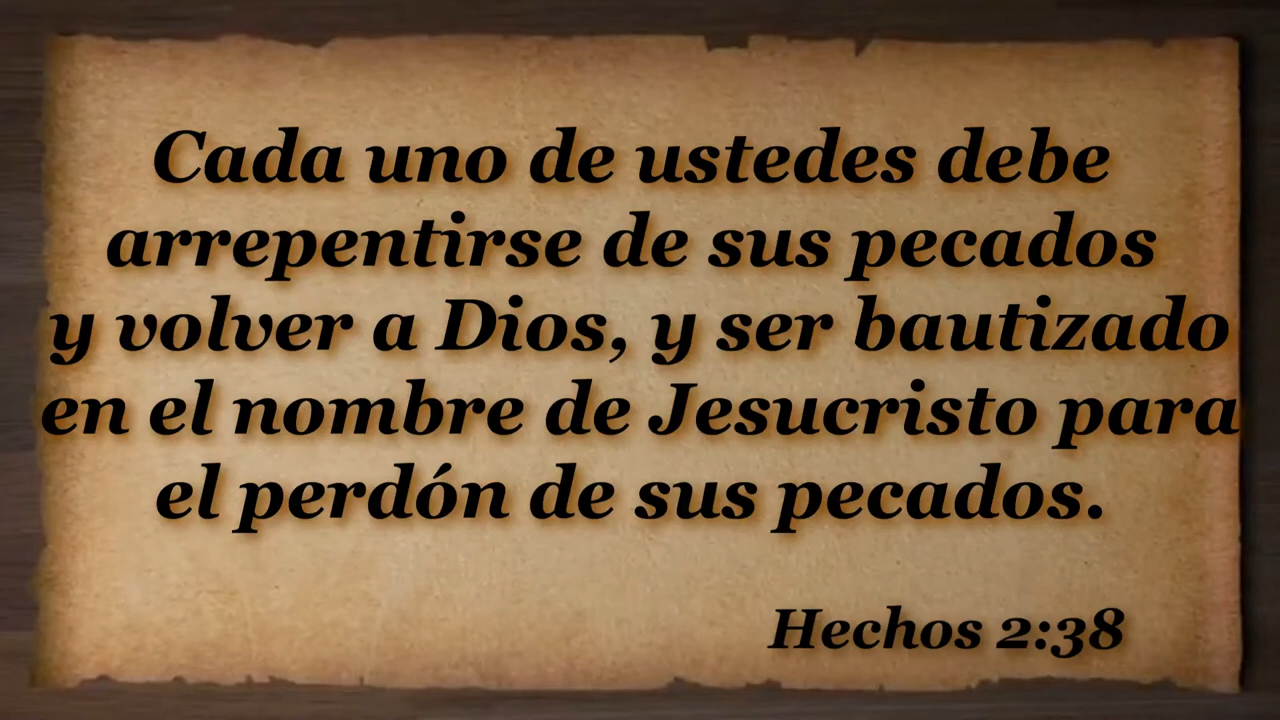 Cada uno de ustedes debe
arrepentirse de sus pecados
y volver a Dios, y ser bautizado
en el nombre de Jesucristo para
el perdón de sus pecados.
Hechos 2:38